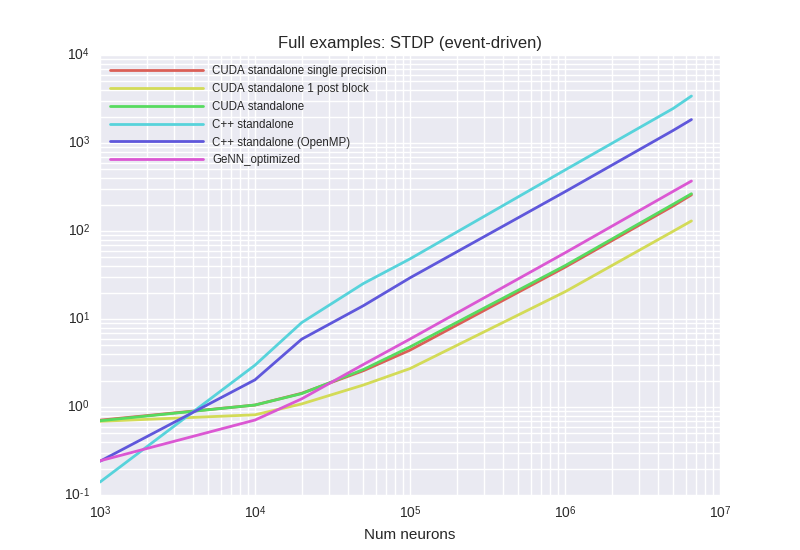 Full examples: STDP (event-driven)
10^4
CUDA standalone single precision
CUDA standalone 1 post block
CUDA standalone
C++ standalone
C++ standalone (OpenMP)
GeNN_optimized
10^3
10^2
10^1
10^0
10^-1
10^3 10^4 10^5 10^6 10^7
Num neurons